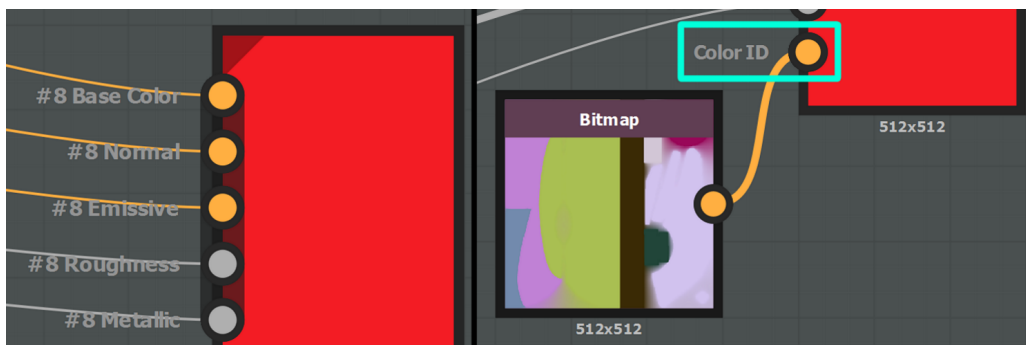 #8 Base Color
#8 Normal
#8 Emissive
#8 Roughness
#8 Metallic
Color ID
512x512
Bitmap
512x512